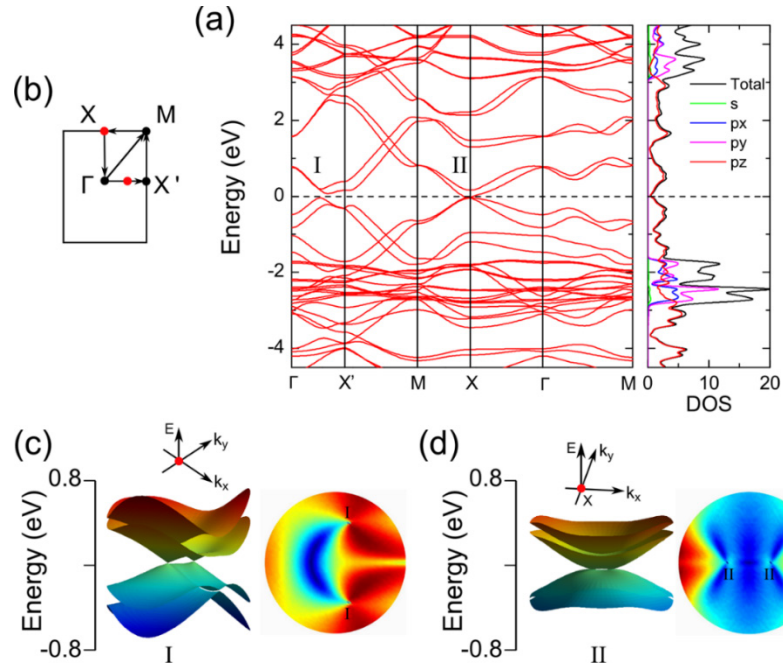 (a)
4
2
0
-2
-4
Energy (eV)
I
II
Γ
X'
M
X
Γ
M
Total
s
px
py
pz
0
10
20
DOS
(b)
X
M
Γ
X'
(c)
0.8
-0.8
Energy (eV)
E
ky
kx
I
I
I
(d)
0.8
-0.8
Energy (eV)
E
ky
X
kx
II
II
II